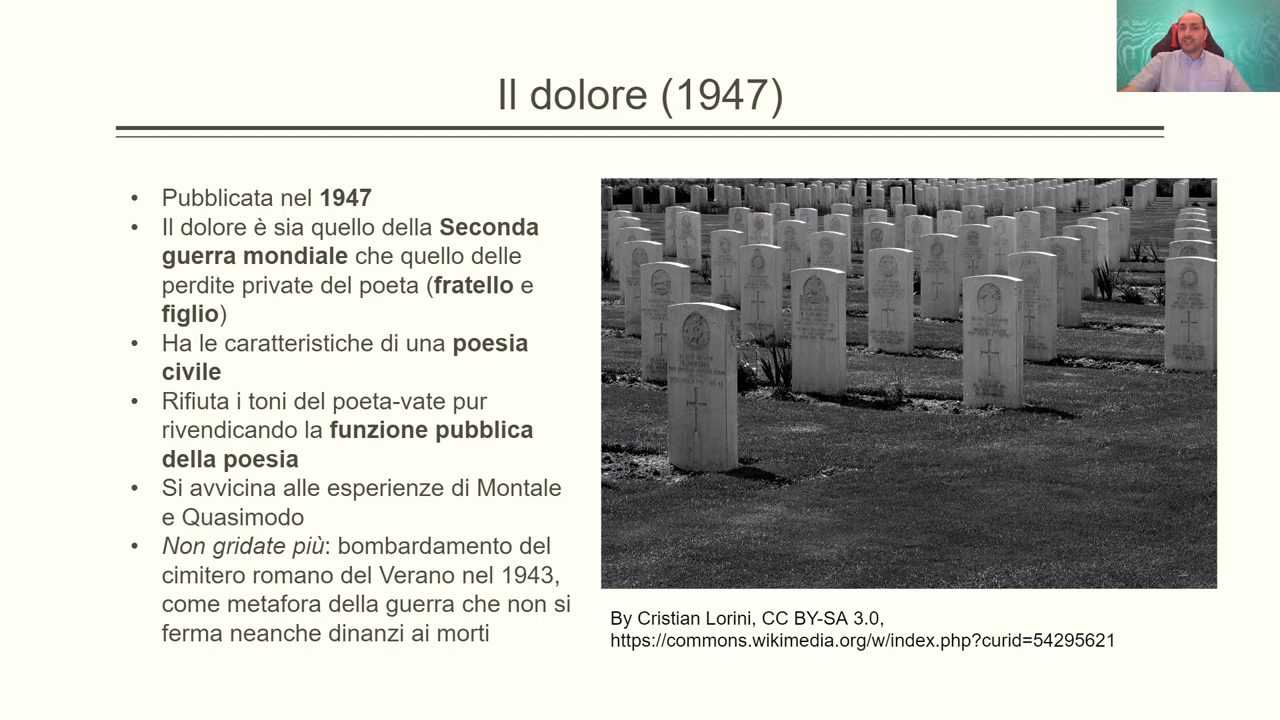 Il dolore (1947)
• Pubblicata nel 1947
• Il dolore è sia quello della Seconda
guerra mondiale che quello delle
perdite private del poeta (fratello e
figlio)
• Ha le caratteristiche di una poesia
civile
• Rifiuta i toni del poeta-vate pur
rivendicando la funzione pubblica
della poesia
• Si avvicina alle esperienze di Montale
e Quasimodo
• Non gridate più: bombardamento del
cimitero romano del Verano nel 1943,
come metafora della guerra che non si
ferma neanche dinanzi ai morti
By Cristian Lorini, CC BY-SA 3.0,
https://commons.wikimedia.org/w/index.php?curid=54295621